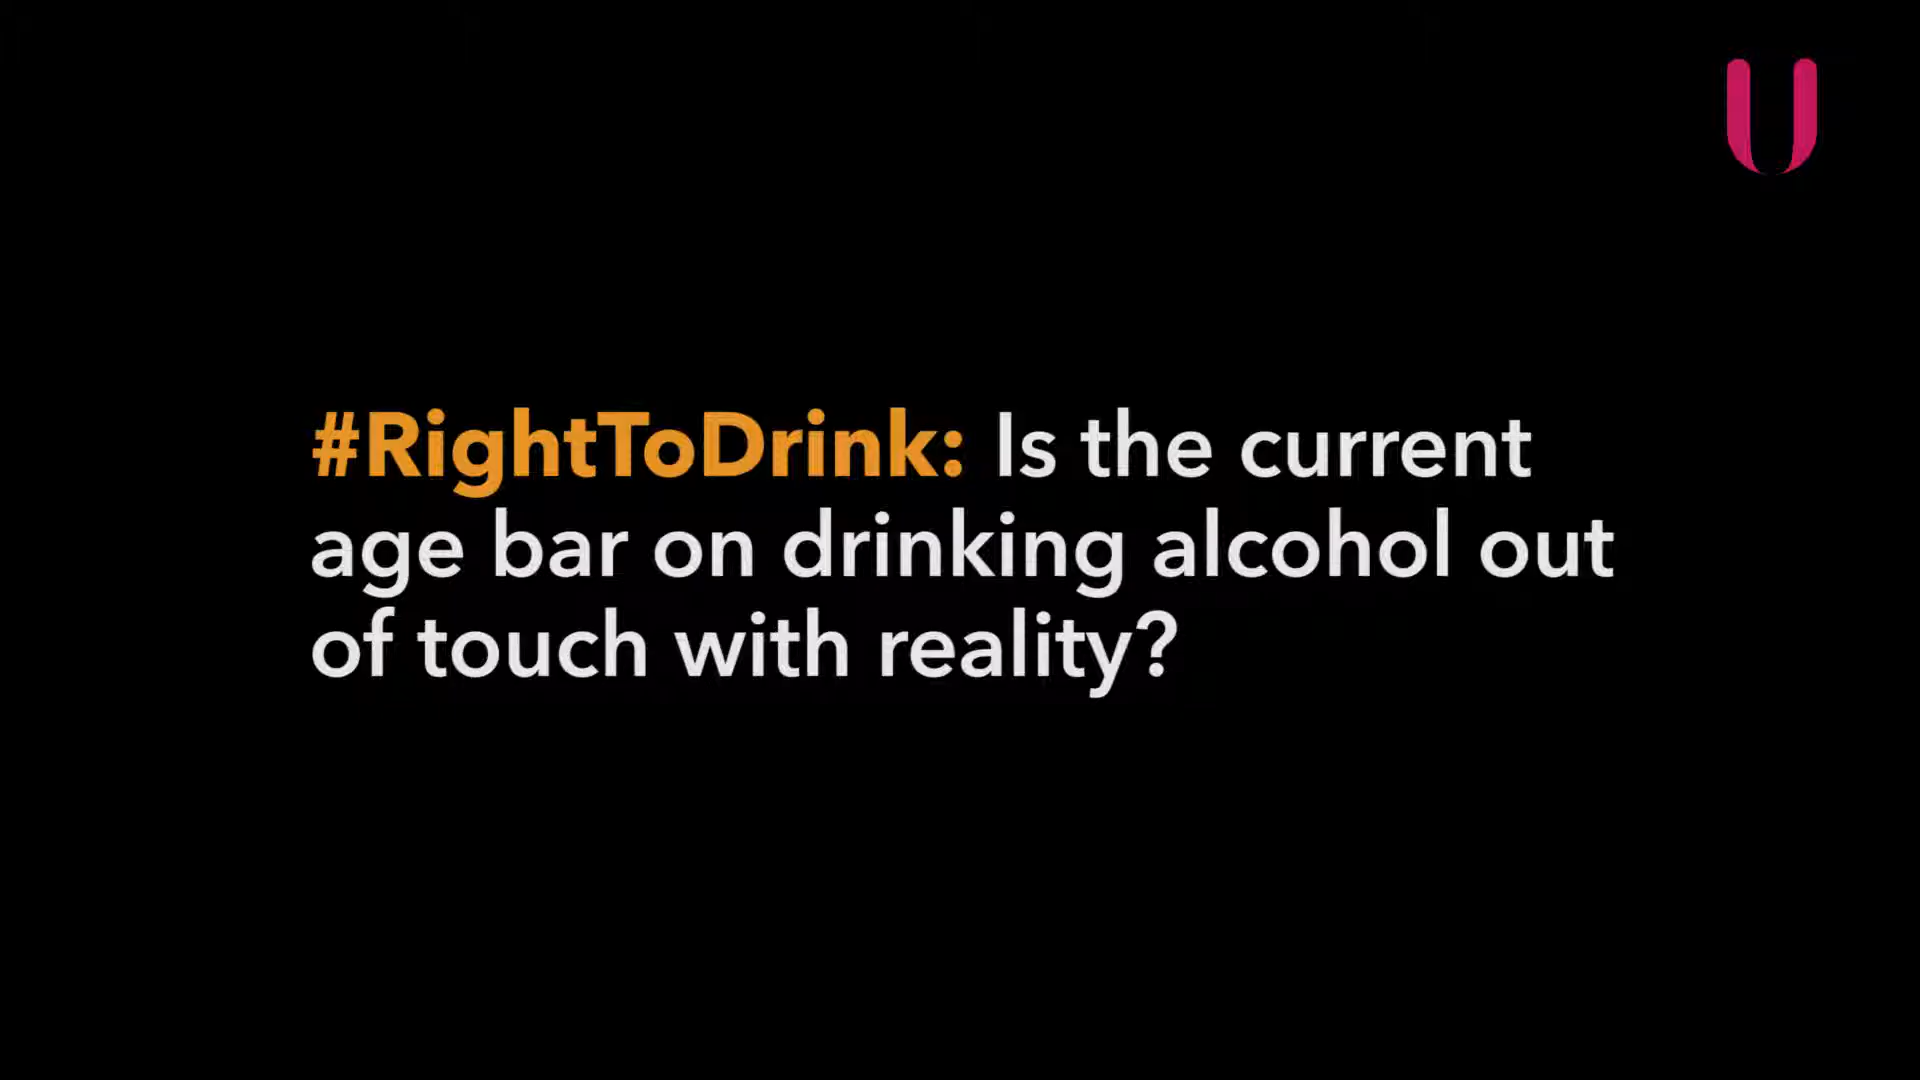 U
#RightToDrink: Is the current
age bar on drinking alcohol out
of touch with reality?